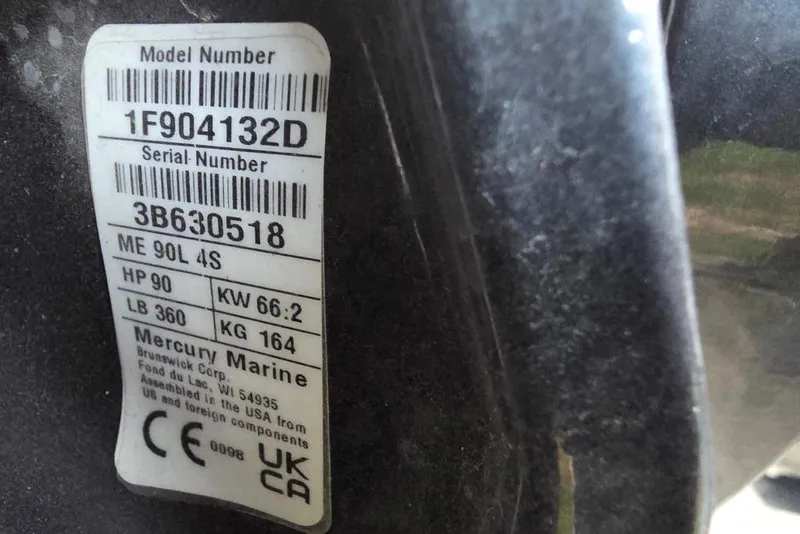 Model Number
1F904132D
Serial Number
3B630518
ME 90L 4S
HP 90 KW 66.2
LB 360 KG 164
Mercury Marine
Brunswick Corp.
Fond du Lac, WI 54935
Assembled in the USA from
US and foreign components
CE 0098 UK
CA